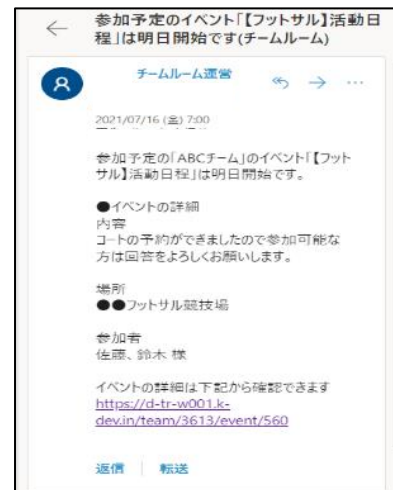 参加予定のイベント「【フットサル】活動日
程」は明日開始です(チームルーム)
チームルーム運営
2021/07/16 (金) 7:00
参加予定の「ABCチーム」のイベント「【フット
サル】活動日程」は明日開始です。
●イベントの詳細
内容
コートの予約ができましたので参加可能な
方は回答をよろしくお願いします。
場所
●●フットサル競技場
参加者
佐藤、鈴木 様
イベントの詳細は下記から確認できます
https://d-tr-w001.k-
dev.in/team/3613/event/560
返信 転送